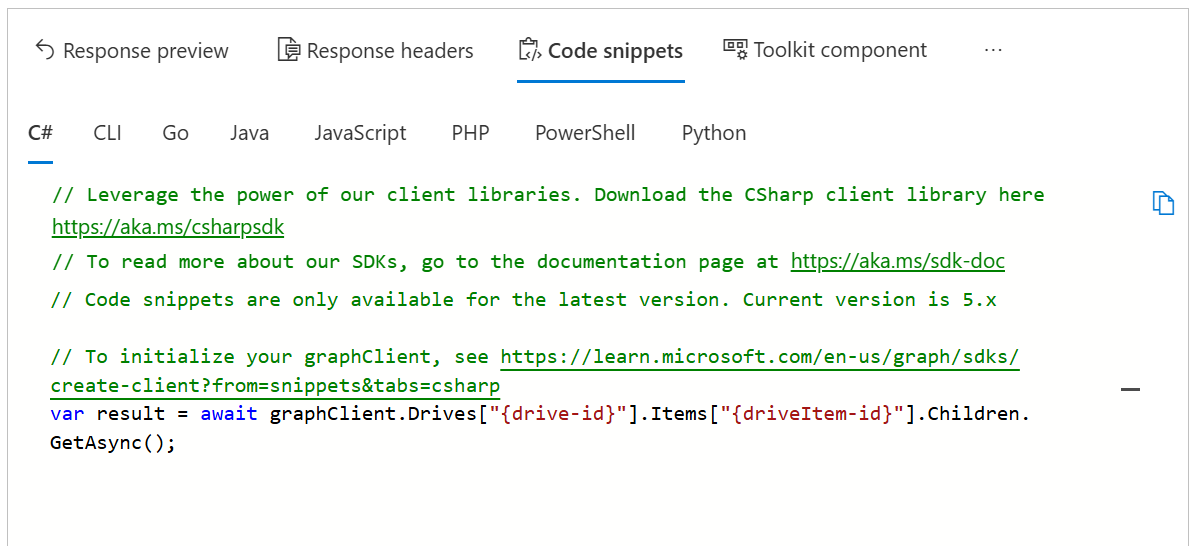 Response preview Response headers Code snippets Toolkit component ...
C# CLI Go Java JavaScript PHP PowerShell Python
// Leverage the power of our client libraries. Download the CSharp client library here
https://aka.ms/csharpsdk
// To read more about our SDKs, go to the documentation page at https://aka.ms/sdk-doc
// Code snippets are only available for the latest version. Current version is 5.x
// To initialize your graphClient, see https://learn.microsoft.com/en-us/graph/sdks/
create-client?from=snippets&tabs=csharp
var result = await graphClient.Drives["{drive-id}"].Items["{driveItem-id}"].Children.
GetAsync();